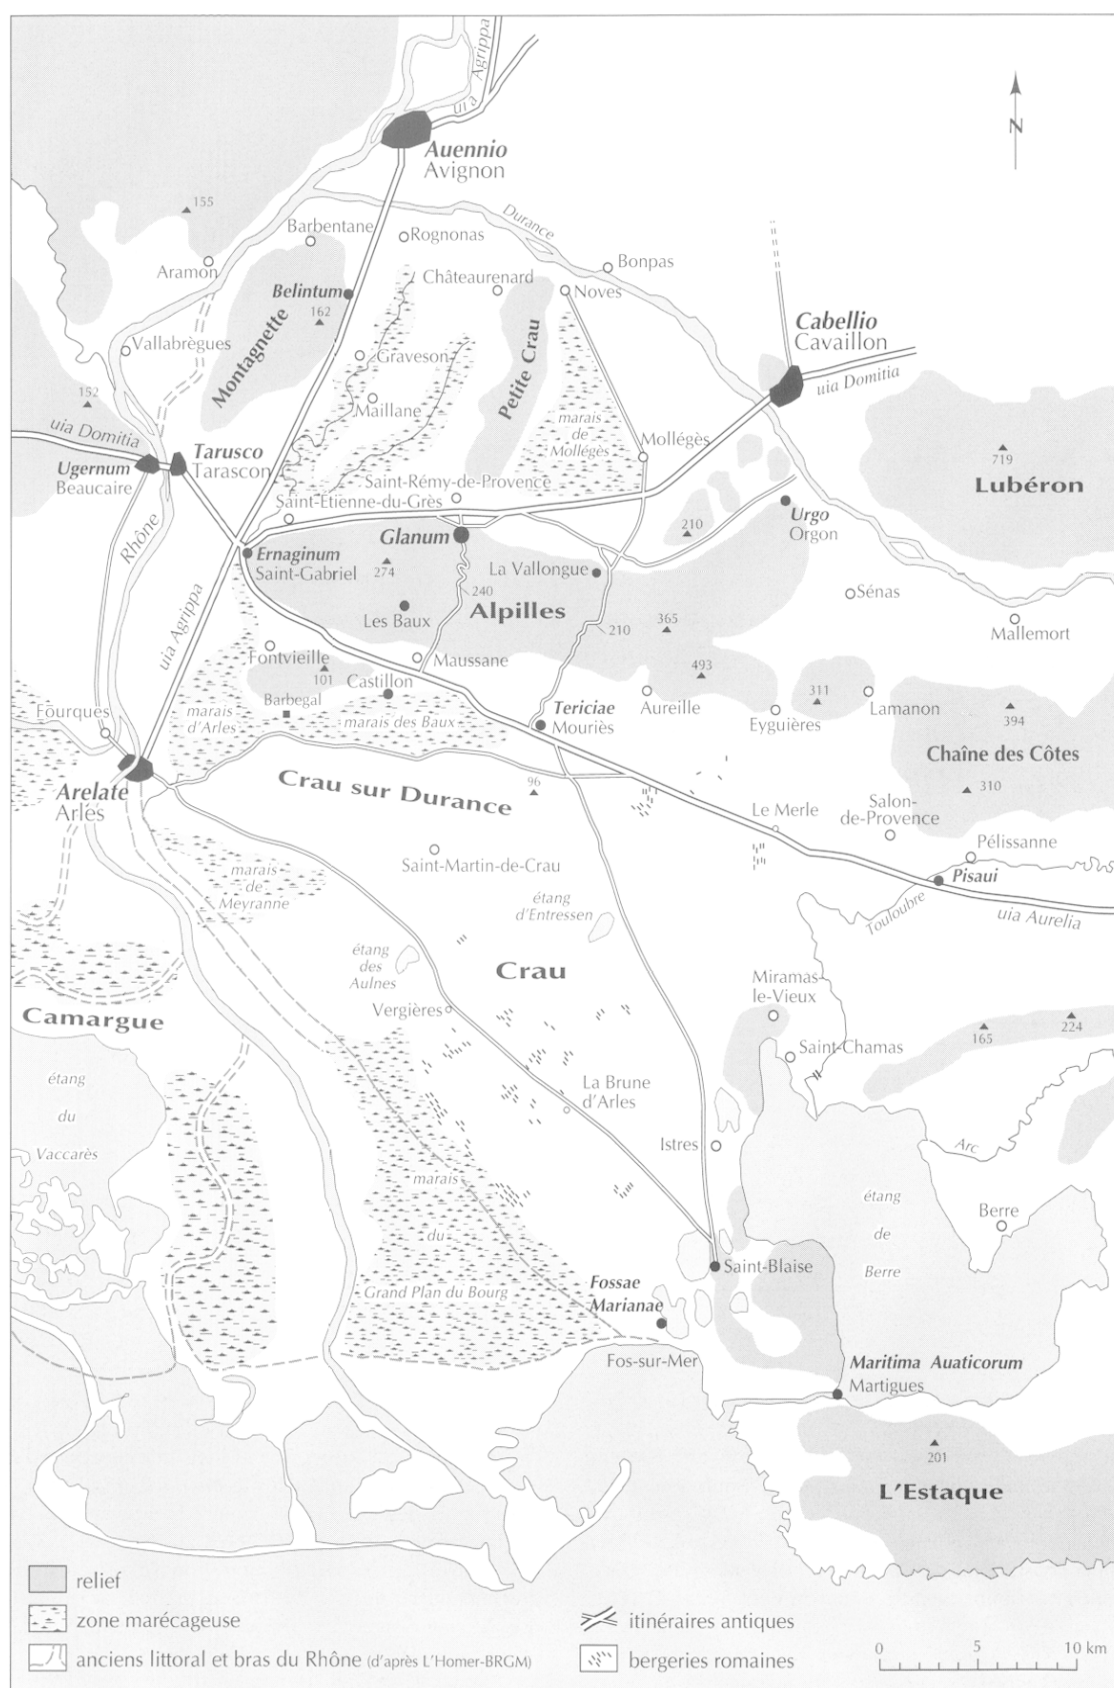 uia Agrippa
N
Auennio
Avignon
155
Durance
Barbentane
Rognonas
Bonpas
Aramon
Châteaurenard
Noves
Belintum
162
Cabellio
Cavaillon
Vallabrègues
Montagnette
Graveson
Petite Crau
uia Domitia
152
Maillane
marais
de
Mollégès
Mollégès
uia Domitia
Tarusco
Tarascon
719
Lubéron
Ugernum
Beaucaire
Saint-Rémy-de-Provence
Saint-Étienne-du-Grès
Urgo
Orgon
Rhône
Glanum
210
Ernaginum
Saint-Gabriel
274
La Vallongue
240
Sénas
Les Baux
Alpilles
uia Agrippa
365
210
Mallemort
Fontvieille
Maussane
101
493
Castillon
311
Barbegal
Tericiae
Mouriès
Aureille
Lamanon
Fourques
marais
d'Arles
marais des Baux
Eyguières
394
Chaîne des Côtes
Arelate
Arles
Crau sur Durance
96
310
Le Merle
Salon-
de-Provence
Saint-Martin-de-Crau
Pélissanne
marais
de
Meyranne
Pisaui
étang
d'Entressen
Touloubre
uia Aurelia
étang
des
Aulnes
Crau
Miramas-
le-Vieux
Vergières
Camargue
165
224
Saint-Chamas
étang
du
Vaccarès
La Brune
d'Arles
Istres
Arc
marais
du
Grand Plan du Bourg
étang
de
Berre
Berre
Saint-Blaise
Fossae
Marianae
Fos-sur-Mer
Maritima Auaticorum
Martigues
201
L'Estaque
relief
zone marécageuse
anciens littoral et bras du Rhône (d'après L'Homer-BRGM)
itinéraires antiques
bergeries romaines
0 5 10 km